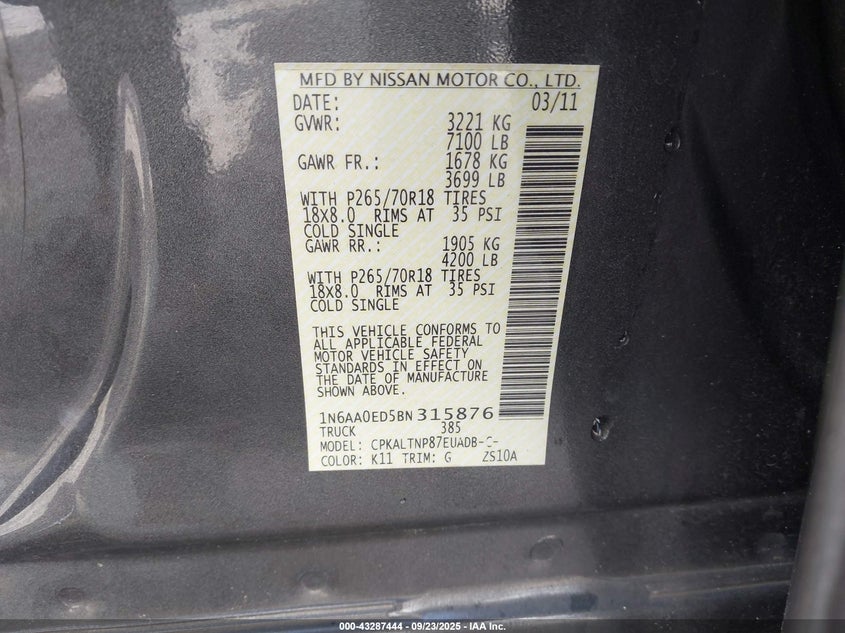 MFD BY NISSAN MOTOR CO., LTD.
DATE: 03/11
GVWR: 3221 KG
7100 LB
GAWR FR.: 1678 KG
3699 LB
WITH P265/70R18 TIRES
18X8.0 RIMS AT 35 PSI
COLD SINGLE
GAWR RR.: 1905 KG
4200 LB
WITH P265/70R18 TIRES
18X8.0 RIMS AT 35 PSI
COLD SINGLE
THIS VEHICLE CONFORMS TO
ALL APPLICABLE FEDERAL
MOTOR VEHICLE SAFETY
STANDARDS IN EFFECT ON
THE DATE OF MANUFACTURE
SHOWN ABOVE.
1N6AA0ED5BN315876
TRUCK 385
MODEL: CPKALTNP87EUADB-C-
COLOR: K11 TRIM: G ZS10A
000-43287444 - 09/23/2025 - IAA Inc.